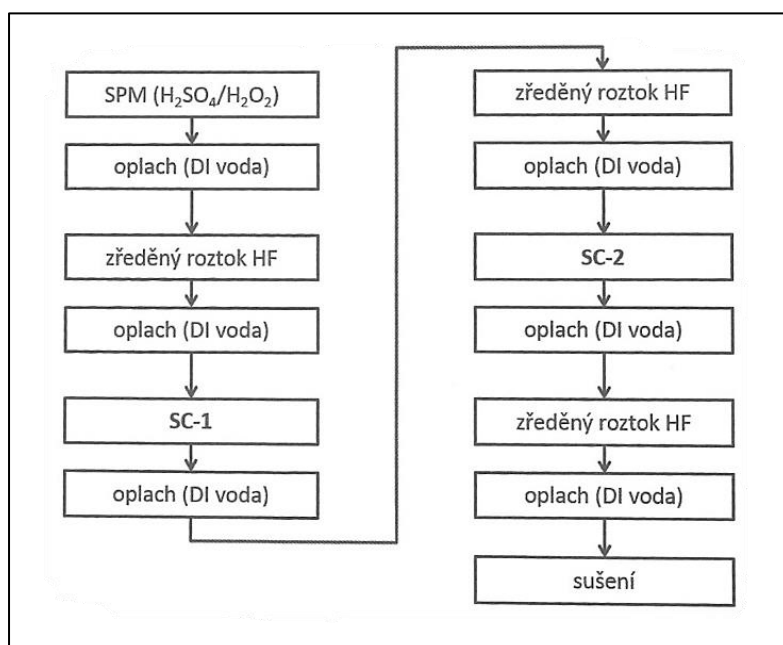 SPM (H₂SO₄/H₂O₂)
oplach (DI voda)
zředěný roztok HF
oplach (DI voda)
SC-1
oplach (DI voda)
zředěný roztok HF
oplach (DI voda)
SC-2
oplach (DI voda)
zředěný roztok HF
oplach (DI voda)
sušení